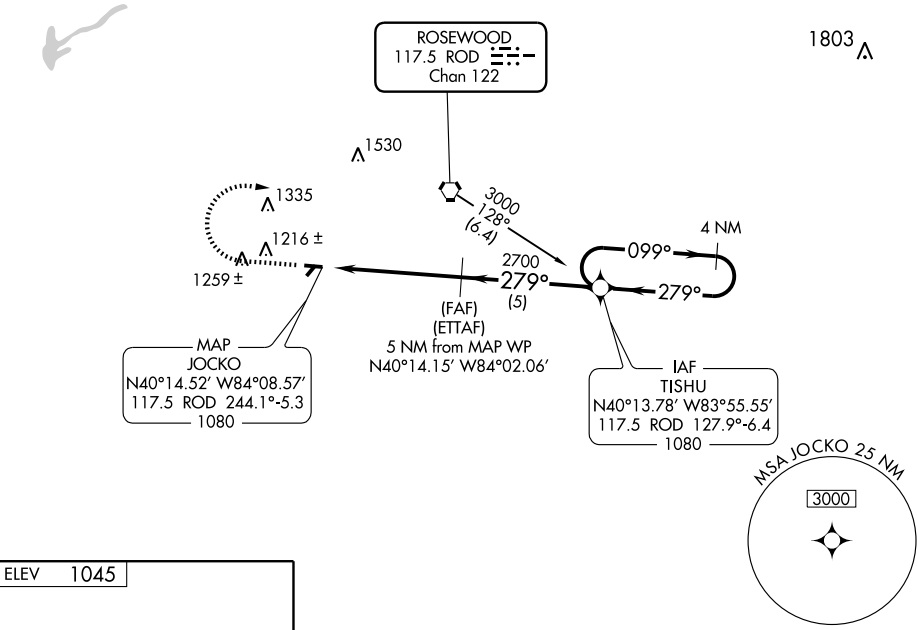 ROSEWOOD
117.5 ROD
Chan 122
1803
1530
1335
1216 ±
1259 ±
3000
128°
(6.4)
4 NM
099°
279°
2700
279°
(5)
(FAF)
(ETTAF)
5 NM from MAP WP
N40°14.15' W84°02.06'
MAP
JOCKO
N40°14.52' W84°08.57'
117.5 ROD 244.1°-5.3
1080
IAF
TISHU
N40°13.78' W83°55.55'
117.5 ROD 127.9°-6.4
1080
MSA JOCKO 25 NM
3000
ELEV 1045